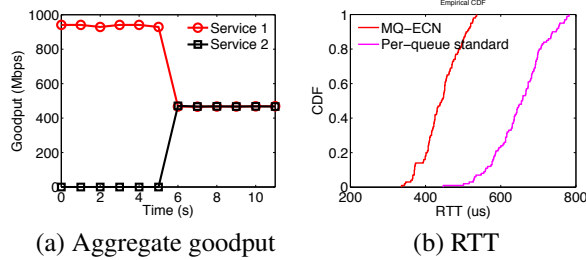 Empirical CDF
1000
800
600
400
200
0
Goodput (Mbps)
Service 1
Service 2
0 2 4 6 8 10
Time (s)
1
0.8
0.6
0.4
0.2
0
CDF
MQ-ECN
Per-queue standard
200 400 600 800
RTT (us)
(a) Aggregate goodput
(b) RTT